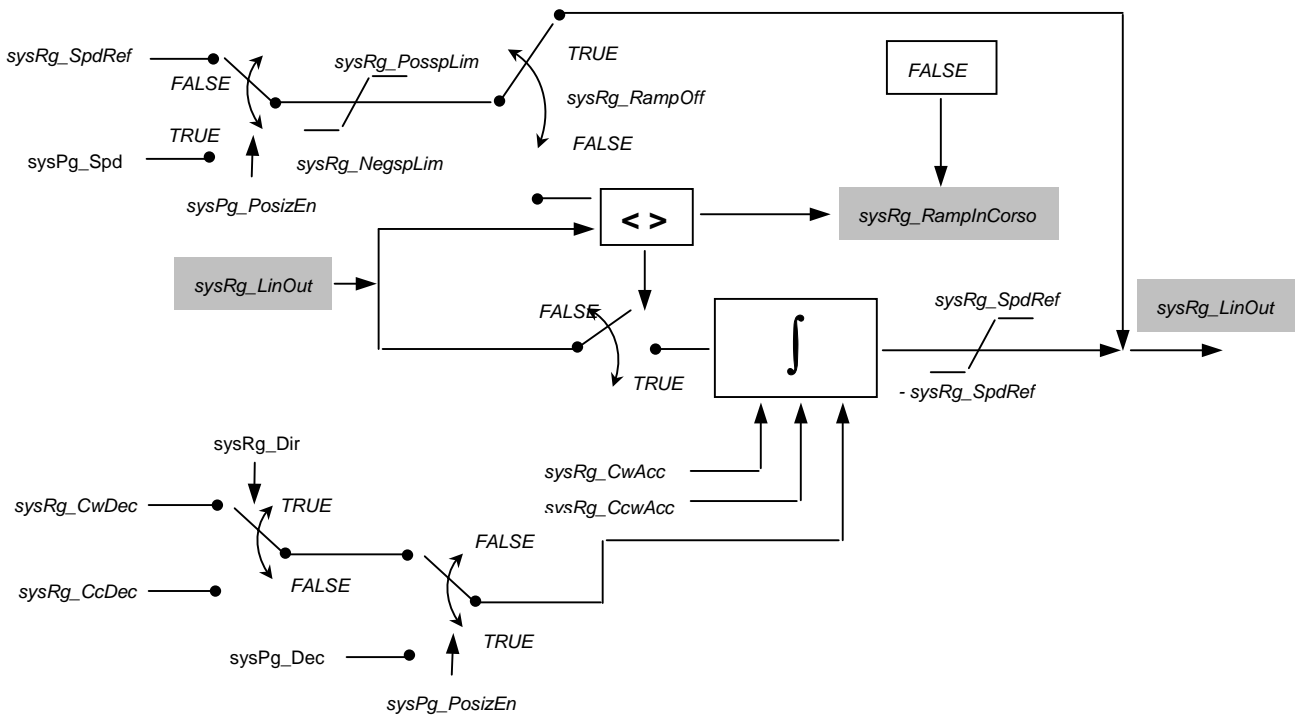 TRUE
sysRg_SpdRef
sysRg_PosspLim
FALSE
FALSE
sysRg_RampOff
TRUE
FALSE
sysPg_Spd
sysRg_NegspLim
sysPg_PosizEn
< >
sysRg_RampInCorso
sysRg_LinOut
sysRg_SpdRef
sysRg_LinOut
FALSE
∫
TRUE
- sysRg_SpdRef
sysRg_Dir
sysRg_CwAcc
sysRg_CwDec
TRUE
sysRg_CcwAcc
FALSE
FALSE
sysRg_CcDec
TRUE
sysPg_Dec
sysPg_PosizEn